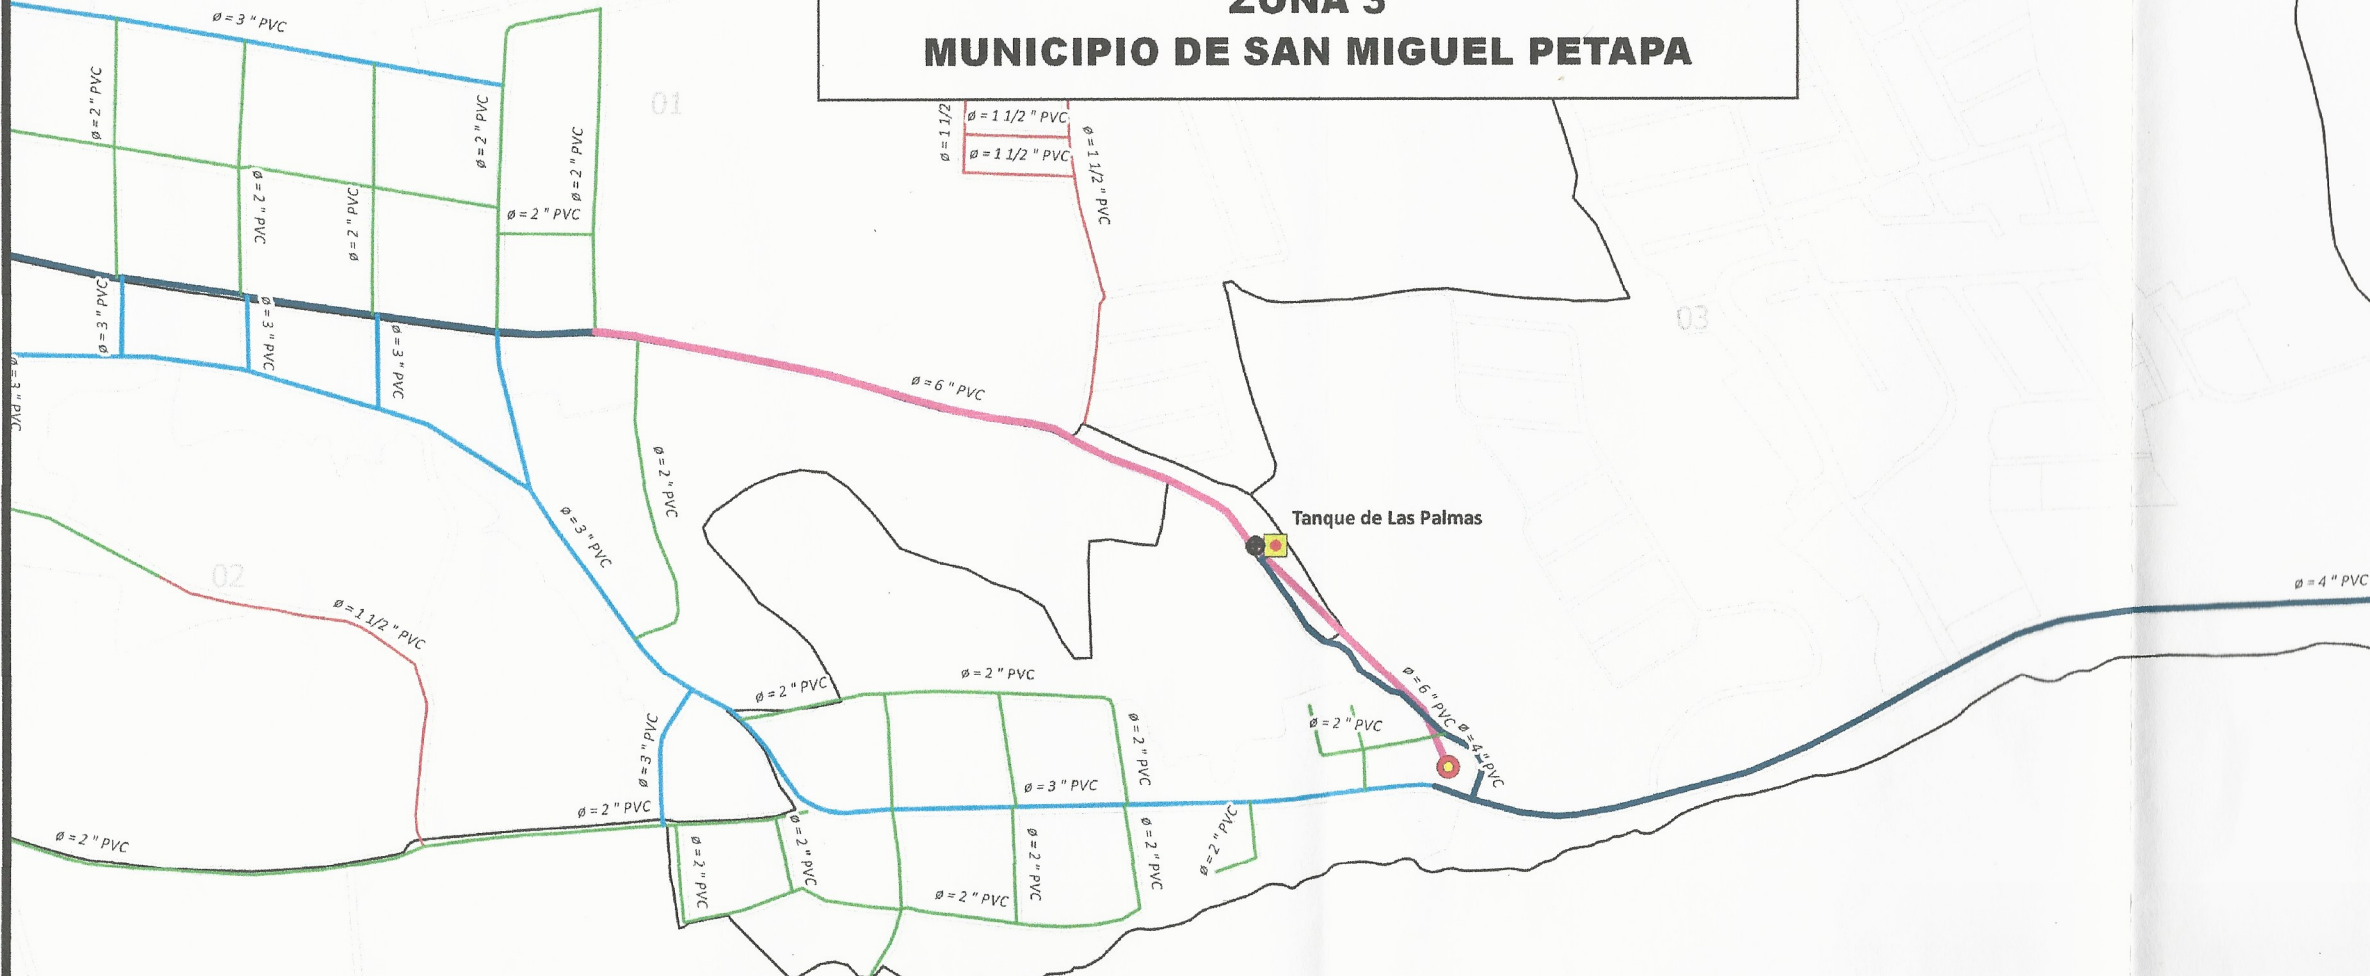 ZONA 3
MUNICIPIO DE SAN MIGUEL PETAPA
Ø = 3 " PVC
Ø = 2 " PVC
Ø = 2 " PVC
Ø = 2 " PVC
01
Ø = 1 1/2
Ø = 1 1/2 " PVC
Ø = 1 1/2 " PVC
Ø = 1 1/2 " PVC
Ø = 2 " PVC
Ø = 2 " PVC
Ø = 2 " PVC
Ø = 3 " PVC
Ø = 3 " PVC
Ø = 3 " PVC
Ø = 3 " PVC
03
Ø = 6 " PVC
Ø = 2 " PVC
Ø = 3 " PVC
Tanque de Las Palmas
02
Ø = 4 " PVC
Ø = 1 1/2 " PVC
Ø = 2 " PVC
Ø = 2 " PVC
Ø = 6 " PVC
Ø = 2 " PVC
Ø = 4 " PVC
Ø = 3 " PVC
Ø = 2 " PVC
Ø = 3 " PVC
Ø = 2 " PVC
Ø = 2 " PVC
Ø = 2 " PVC
Ø = 2 " PVC
Ø = 2 " PVC
Ø = 2 " PVC
Ø = 2 " PVC
Ø = 2 " PVC